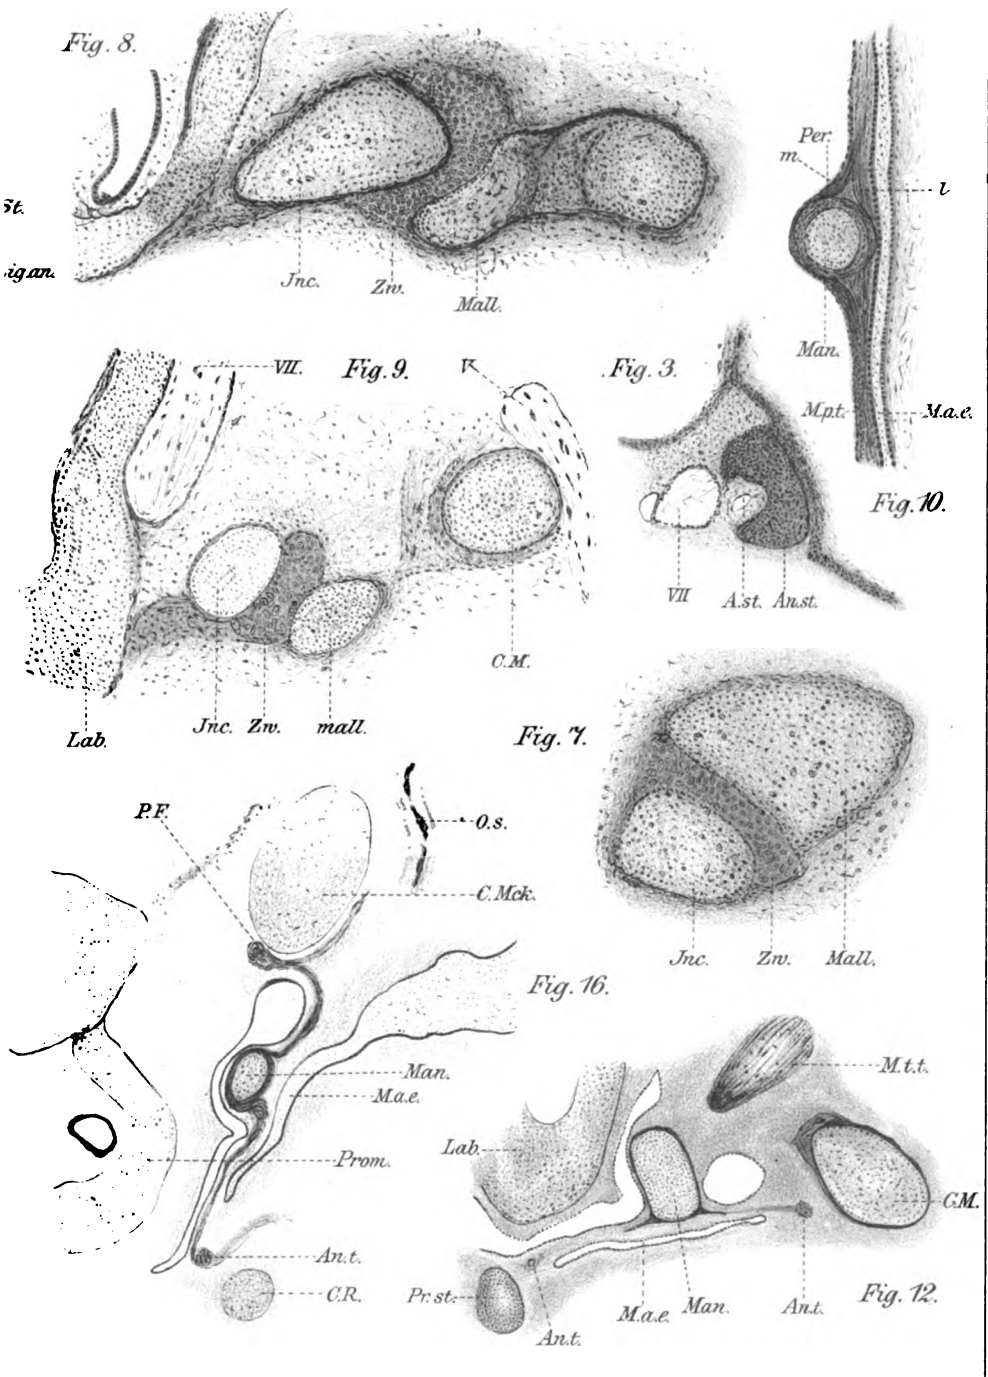 Fig. 8.
Per.
m.
l
St.
igan.
Jnc.
Zw.
Mall.
Man.
VII.
Fig. 9.
V.
Fig. 3.
M.p.t.
M.a.e.
Fig. 10.
VII
A.st.
An.st.
C.M.
Lab.
Jnc.
Zw.
mall.
Fig. 7.
P.F.
O.s.
C.Mck.
Jnc.
Zw.
Mall.
Fig. 16.
Man.
M.a.e.
M.t.t.
Lab.
Prom.
C.M.
An.t.
C.R.
Pr.st.
M.a.e.
Man.
An.t.
Fig. 12.
An.t.